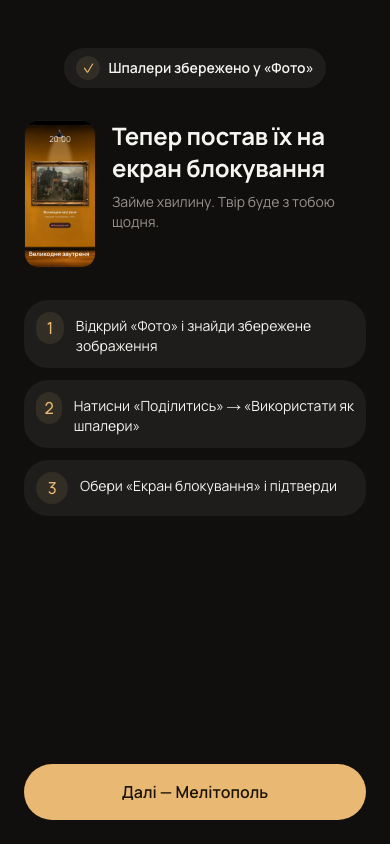 Шпалери збережено у «Фото»
20:00
Великодня заутреня
Тепер постав їх на
екран блокування
Займе хвилину. Твір буде з тобою
щодня.
1
Відкрий «Фото» і знайди збережене
зображення
2
Натисни «Поділитись» → «Використати як
шпалери»
3
Обери «Екран блокування» і підтверди
Далі — Мелітополь